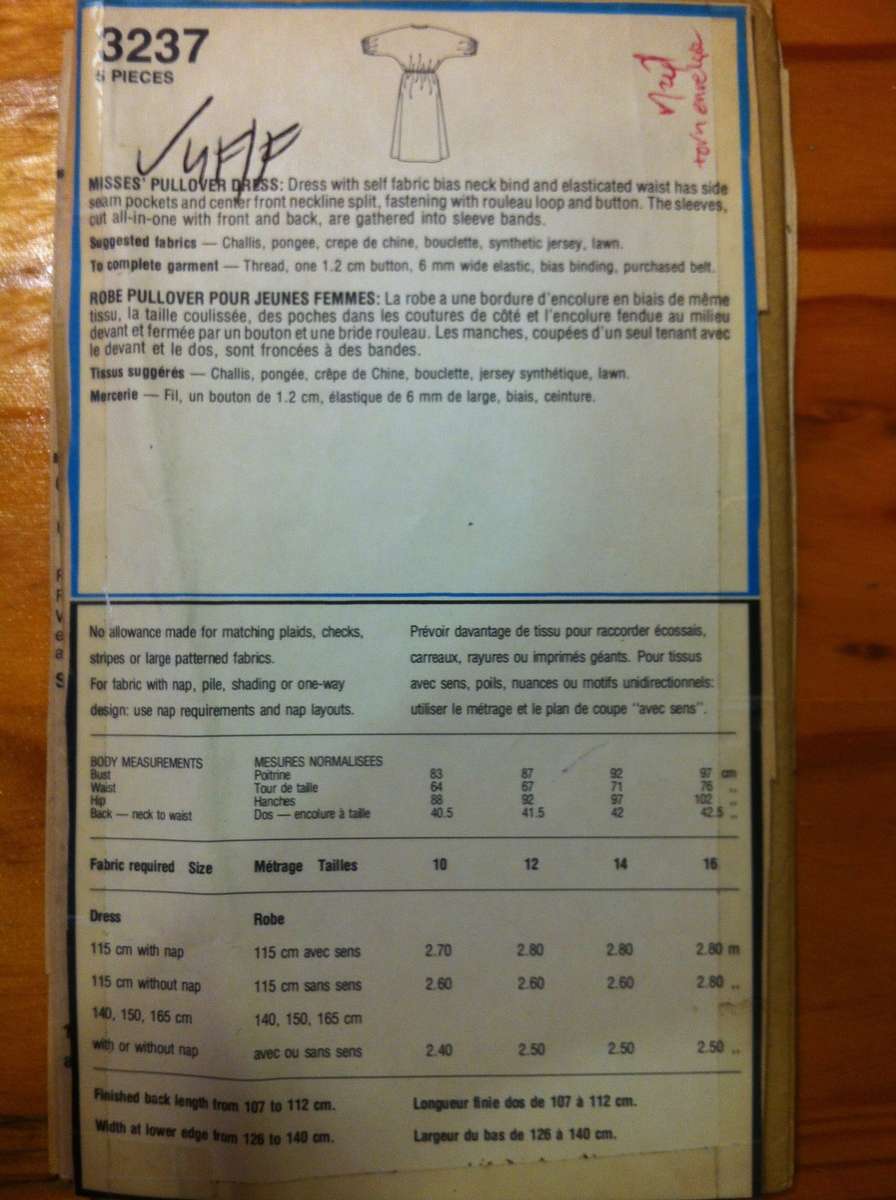 3237
5 PIECES
torn envelope
MISSES' PULLOVER DRESS: Dress with self fabric bias neck bind and elasticated waist has side
seam pockets and center front neckline split, fastening with rouleau loop and button. The sleeves,
cut all-in-one with front and back, are gathered into sleeve bands.
Suggested fabrics — Challis, pongee, crepe de chine, bouclette, synthetic jersey, lawn.
To complete garment — Thread, one 1.2 cm button, 6 mm wide elastic, bias binding, purchased belt.
ROBE PULLOVER POUR JEUNES FEMMES: La robe a une bordure d'encolure en biais de même
tissu, la taille coulissée, des poches dans les coutures de côté et l'encolure fendue au milieu
devant et fermée par un bouton et une bride rouleau. Les manches, coupées d'un seul tenant avec
le devant et le dos, sont froncées à des bandes.
Tissus suggérés — Challis, pongée, crêpe de Chine, bouclette, jersey synthétique, lawn.
Mercerie — Fil, un bouton de 1.2 cm, élastique de 6 mm de large, biais, ceinture.
No allowance made for matching plaids, checks,
stripes or large patterned fabrics.
For fabric with nap, pile, shading or one-way
design: use nap requirements and nap layouts.
Prévoir davantage de tissu pour raccorder écossais,
carreaux, rayures ou imprimés géants. Pour tissus
avec sens, poils, nuances ou motifs unidirectionnels:
utiliser le métrage et le plan de coupe "avec sens".
BODY MEASUREMENTS MESURES NORMALISEES
Bust Poitrine 83 87 92 97 cm
Waist Tour de taille 64 67 71 76 ,,
Hip Hanches 88 92 97 102 ,,
Back — neck to waist Dos — encolure à taille 40.5 41.5 42 42.5 ,,
Fabric required Size Métrage Tailles 10 12 14 16
Dress Robe
115 cm with nap 115 cm avec sens 2.70 2.80 2.80 2.80 m
115 cm without nap 115 cm sans sens 2.60 2.60 2.60 2.80 ,,
140, 150, 165 cm 140, 150, 165 cm
with or without nap avec ou sans sens 2.40 2.50 2.50 2.50 ,,
Finished back length from 107 to 112 cm. Longueur finie dos de 107 à 112 cm.
Width at lower edge from 126 to 140 cm. Largeur du bas de 126 à 140 cm.